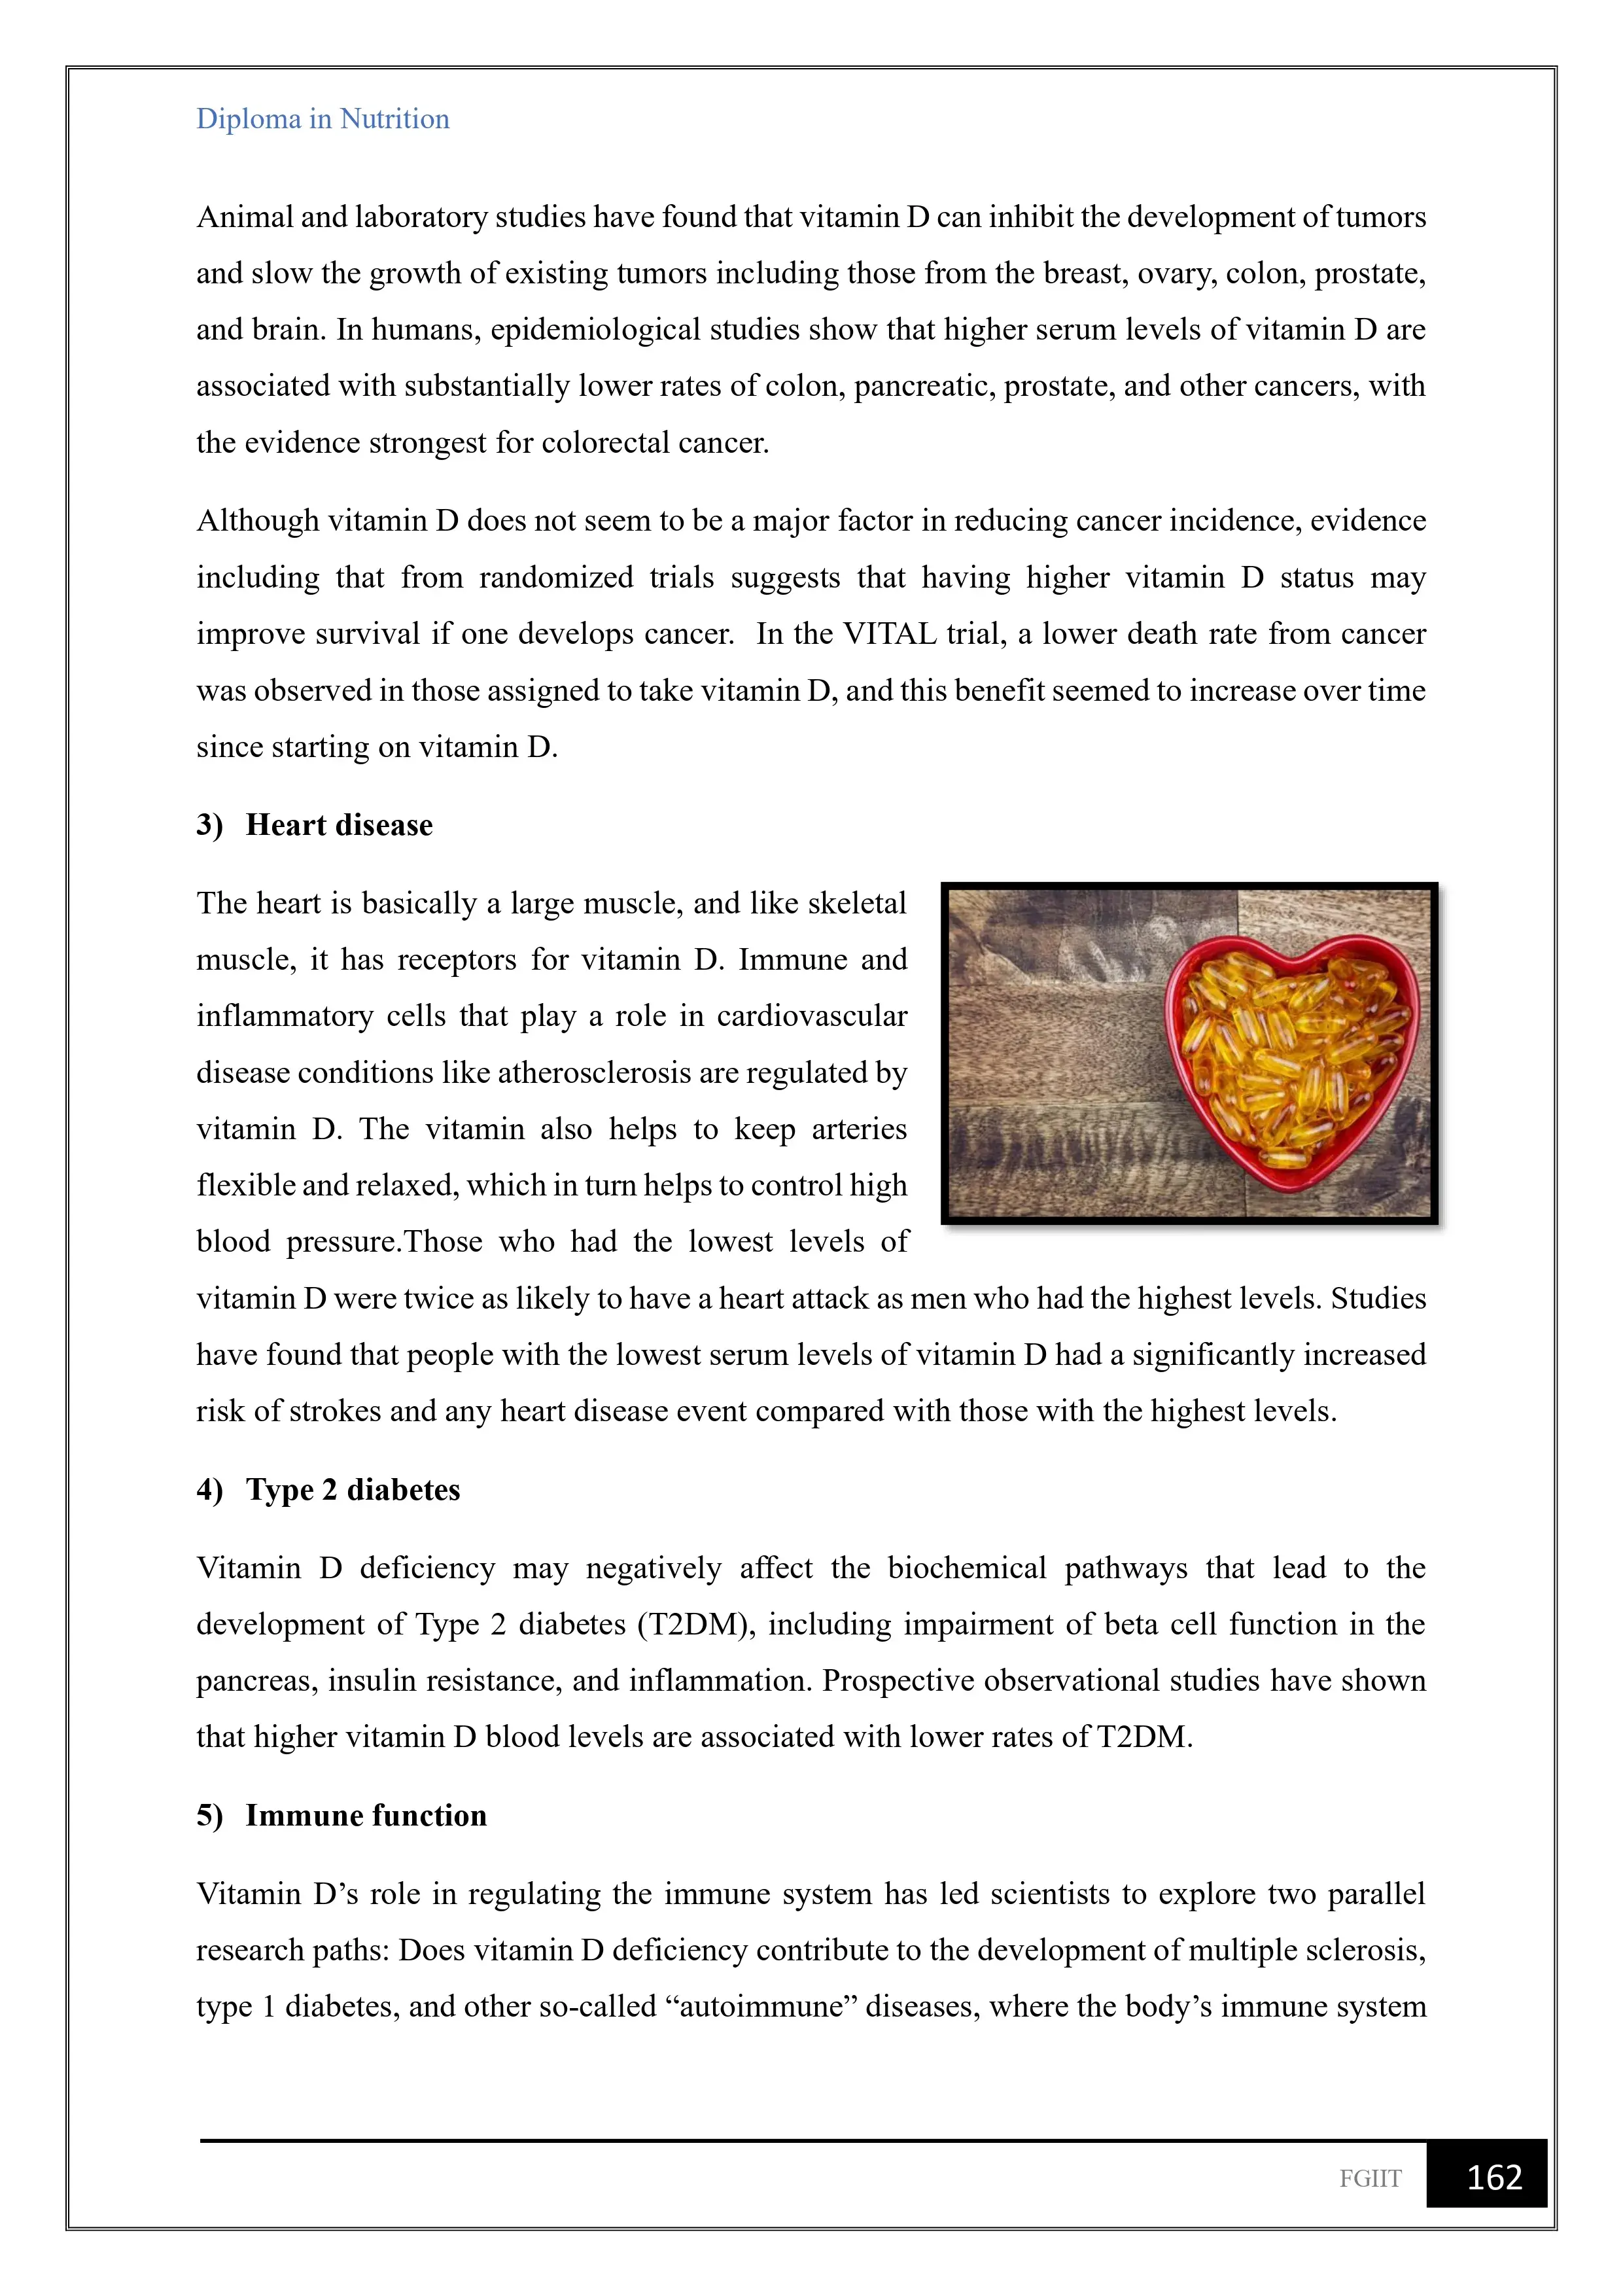 Diploma in Nutrition
Animal and laboratory studies have found that vitamin D can inhibit the development of tumors
and slow the growth of existing tumors including those from the breast, ovary, colon, prostate,
and brain. In humans, epidemiological studies show that higher serum levels of vitamin D are
associated with substantially lower rates of colon, pancreatic, prostate, and other cancers, with
the evidence strongest for colorectal cancer.
Although vitamin D does not seem to be a major factor in reducing cancer incidence, evidence
including that from randomized trials suggests that having higher vitamin D status may
improve survival if one develops cancer.  In the VITAL trial, a lower death rate from cancer
was observed in those assigned to take vitamin D, and this benefit seemed to increase over time
since starting on vitamin D.
3) Heart disease
The heart is basically a large muscle, and like skeletal
muscle, it has receptors for vitamin D. Immune and
inflammatory cells that play a role in cardiovascular
disease conditions like atherosclerosis are regulated by
vitamin D. The vitamin also helps to keep arteries
flexible and relaxed, which in turn helps to control high
blood pressure.Those who had the lowest levels of
vitamin D were twice as likely to have a heart attack as men who had the highest levels. Studies
have found that people with the lowest serum levels of vitamin D had a significantly increased
risk of strokes and any heart disease event compared with those with the highest levels.
4) Type 2 diabetes
Vitamin D deficiency may negatively affect the biochemical pathways that lead to the
development of Type 2 diabetes (T2DM), including impairment of beta cell function in the
pancreas, insulin resistance, and inflammation. Prospective observational studies have shown
that higher vitamin D blood levels are associated with lower rates of T2DM.
5) Immune function
Vitamin D’s role in regulating the immune system has led scientists to explore two parallel
research paths: Does vitamin D deficiency contribute to the development of multiple sclerosis,
type 1 diabetes, and other so-called “autoimmune” diseases, where the body’s immune system
FGIIT 162